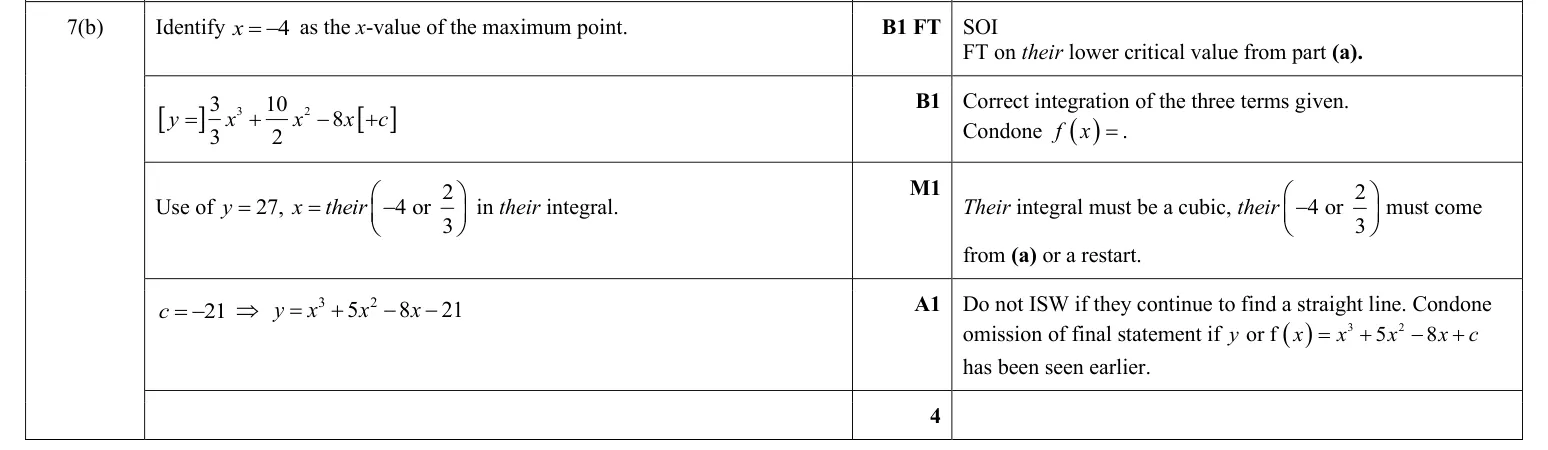 7(b)
Identify x = −4 as the x-value of the maximum point.
B1 FT
SOI
FT on their lower critical value from part (a).
[y =] 3/3 x³ + 10/2 x² − 8x [+c]
B1
Correct integration of the three terms given.
Condone f(x) = .
Use of y = 27, x = their (−4 or 2/3) in their integral.
M1
Their integral must be a cubic, their (−4 or 2/3) must come
from (a) or a restart.
c = −21 ⇒ y = x³ + 5x² − 8x − 21
A1
Do not ISW if they continue to find a straight line. Condone
omission of final statement if y or f(x) = x³ + 5x² − 8x + c
has been seen earlier.
4